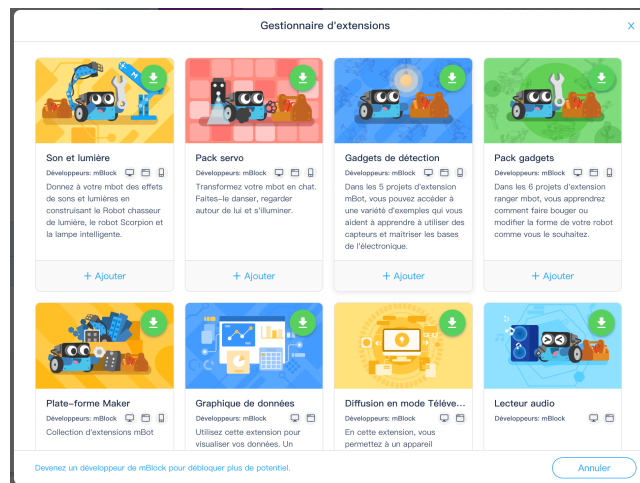 Gestionnaire d'extensions
Son et lumière
Développeurs: mBlock
Donnez à votre mbot des effets
de sons et lumières en
construisant le Robot chasseur
de lumière, le robot Scorpion et
la lampe intelligente.
+ Ajouter
Pack servo
Développeurs: mBlock
Transformez votre mbot en chat.
Faites-le danser, regarder
autour de lui et s'illuminer.
+ Ajouter
Gadgets de détection
Développeurs: mBlock
Dans les 5 projets d'extension
mBot, vous pouvez accéder à
une variété d'exemples qui vous
aident à apprendre à utiliser des
capteurs et maitriser les bases
de l'électronique.
+ Ajouter
Pack gadgets
Développeurs: mBlock
Dans les 6 projets d'extension
ranger mbot, vous apprendrez
comment faire bouger ou
modifier la forme de votre robot
comme vous le souhaitez.
+ Ajouter
Plate-forme Maker
Développeurs: mBlock
Collection d'extensions mBot
Graphique de données
Développeurs: mBlock
Utilisez cette extension pour
visualiser vos données. Un
Diffusion en mode Téléve...
Développeurs: mBlock
En cette extension, vous
permettez à un appareil
Lecteur audio
Développeurs: mBlock
Devenez un développeur de mBlock pour débloquer plus de potentiel.
Annuler